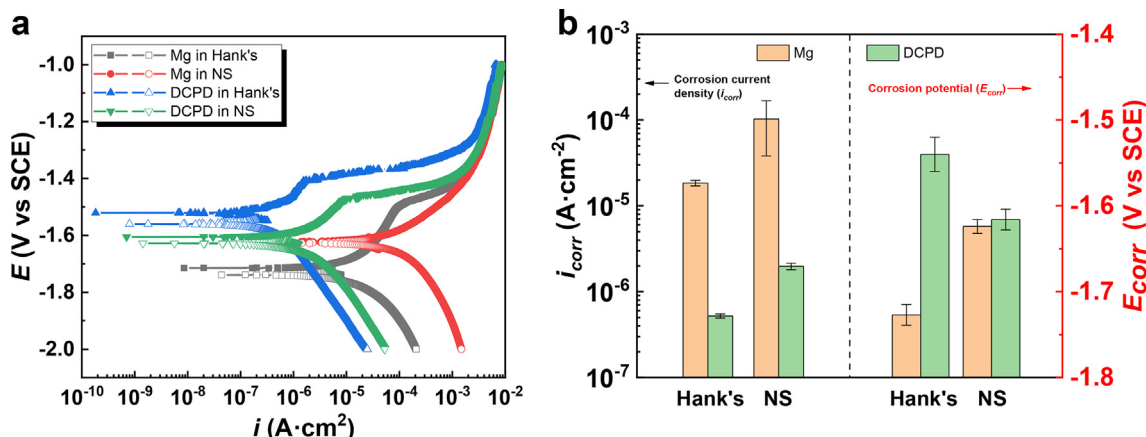 a
Mg in Hank's
Mg in NS
DCPD in Hank's
DCPD in NS
-1.0
-1.2
-1.4
-1.6
-1.8
-2.0
E (V vs SCE)
10⁻¹⁰ 10⁻⁹ 10⁻⁸ 10⁻⁷ 10⁻⁶ 10⁻⁵ 10⁻⁴ 10⁻³ 10⁻²
i (A·cm²)
b
Mg
DCPD
Corrosion current
density (i_corr)
Corrosion potential (E_corr)
10⁻³
10⁻⁴
10⁻⁵
10⁻⁶
10⁻⁷
i_corr (A·cm⁻²)
-1.4
-1.5
-1.6
-1.7
-1.8
E_corr (V vs SCE)
Hank's NS Hank's NS